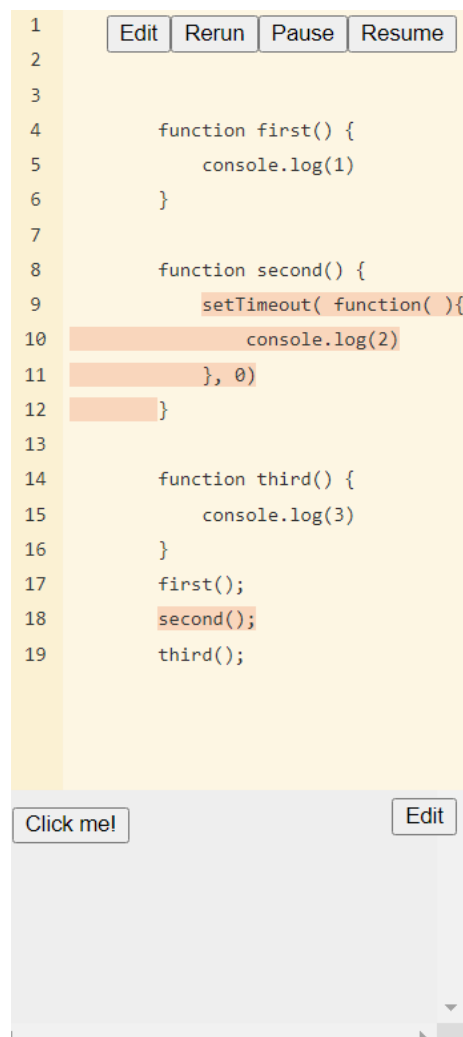 Edit Rerun Pause Resume
1
2
3
4 function first() {
5 console.log(1)
6 }
7
8 function second() {
9 setTimeout( function( ){
10 console.log(2)
11 }, 0)
12 }
13
14 function third() {
15 console.log(3)
16 }
17 first();
18 second();
19 third();
Click me! Edit